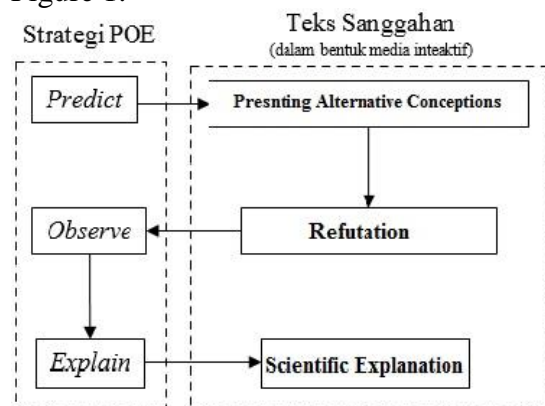 Figure 1.
Strategi POE
Teks Sanggahan
(dalam bentuk media inteaktif)
Predict
Presnting Alternative Conceptions
Observe
Refutation
Explain
Scientific Explanation